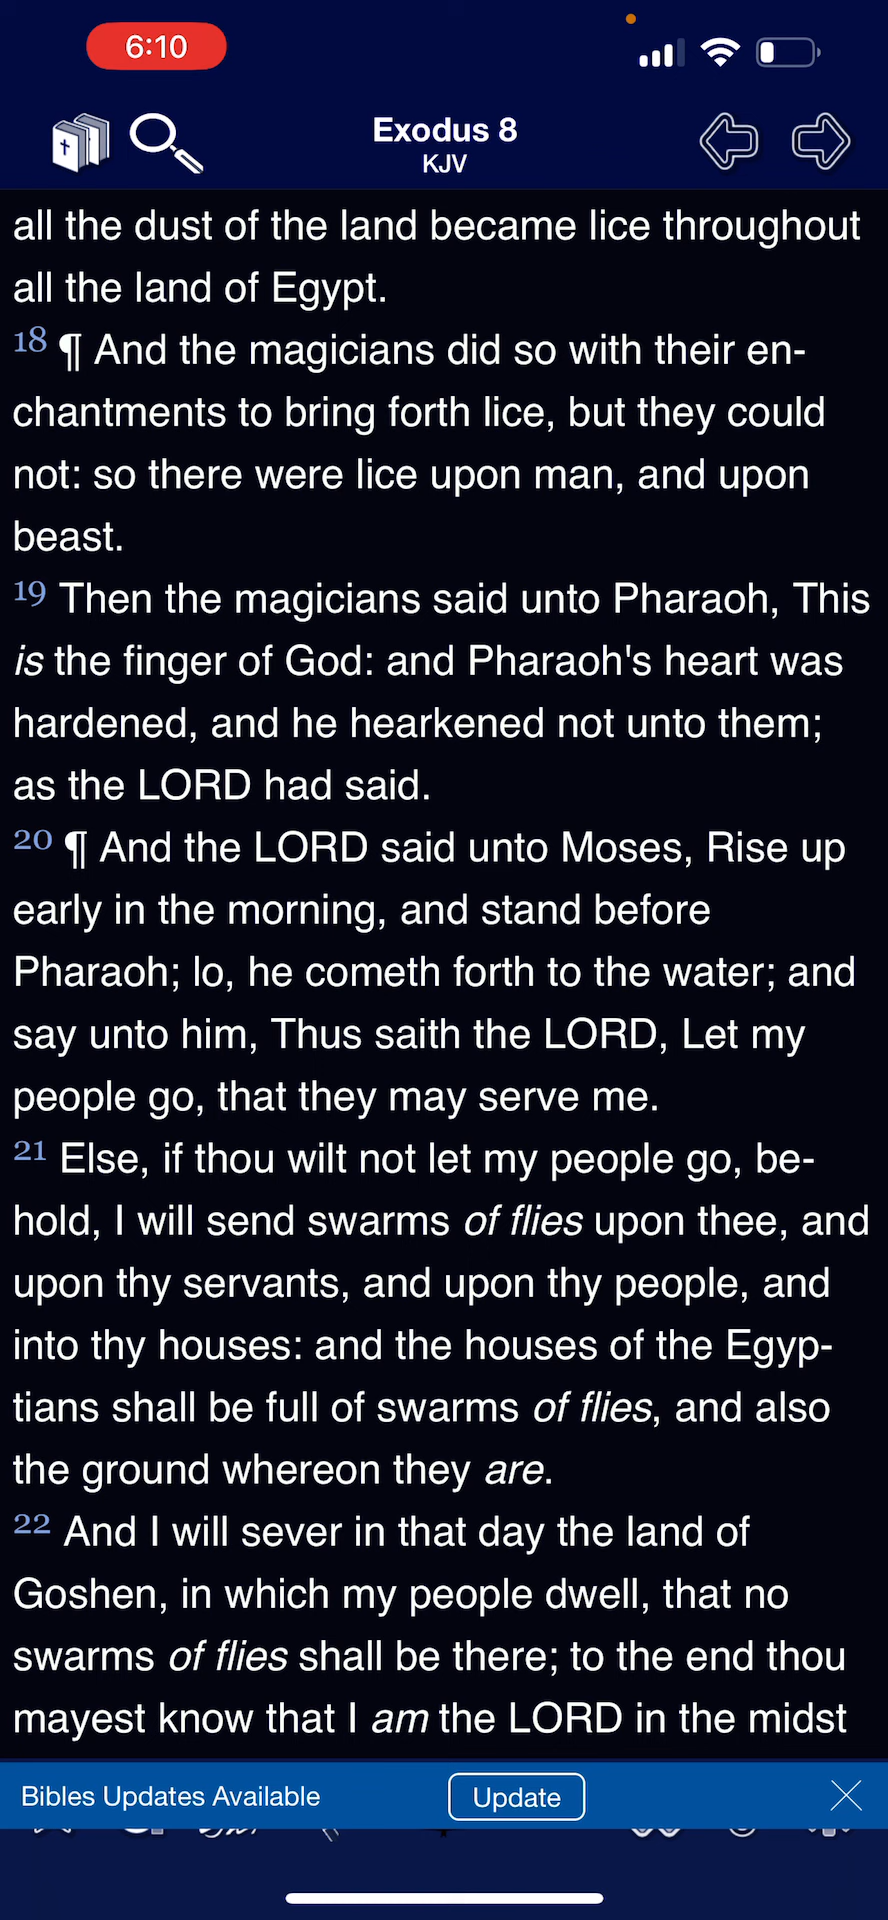 6:10
Exodus 8
KJV
all the dust of the land became lice throughout
all the land of Egypt.
18 ¶ And the magicians did so with their en-
chantments to bring forth lice, but they could
not: so there were lice upon man, and upon
beast.
19 Then the magicians said unto Pharaoh, This
is the finger of God: and Pharaoh's heart was
hardened, and he hearkened not unto them;
as the LORD had said.
20 ¶ And the LORD said unto Moses, Rise up
early in the morning, and stand before
Pharaoh; lo, he cometh forth to the water; and
say unto him, Thus saith the LORD, Let my
people go, that they may serve me.
21 Else, if thou wilt not let my people go, be-
hold, I will send swarms of flies upon thee, and
upon thy servants, and upon thy people, and
into thy houses: and the houses of the Egyp-
tians shall be full of swarms of flies, and also
the ground whereon they are.
22 And I will sever in that day the land of
Goshen, in which my people dwell, that no
swarms of flies shall be there; to the end thou
mayest know that I am the LORD in the midst
Bibles Updates Available
Update